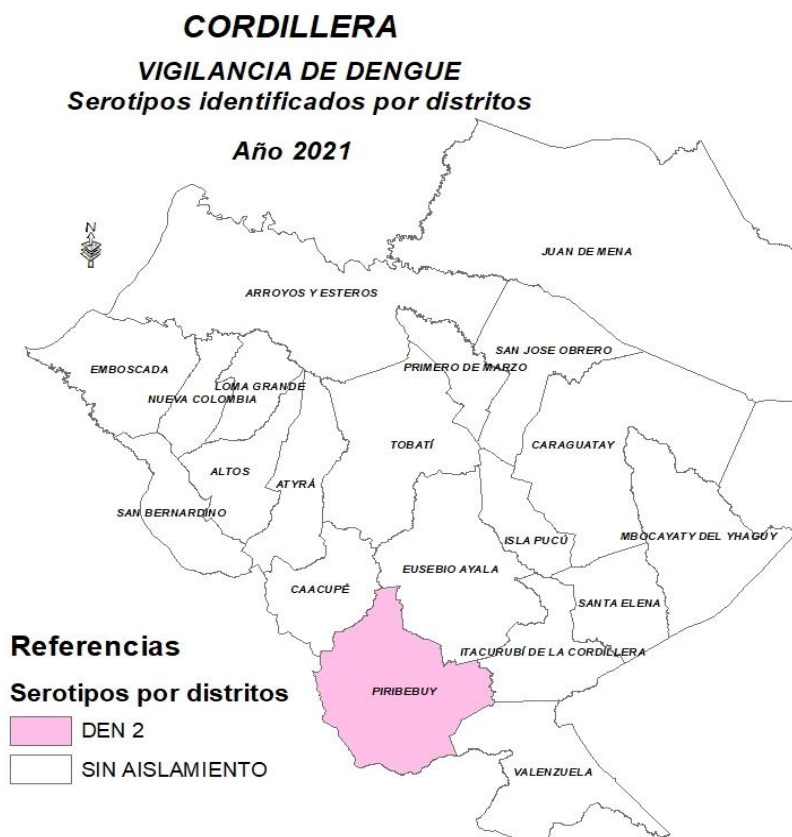 CORDILLERA
VIGILANCIA DE DENGUE
Serotipos identificados por distritos
Año 2021
N
JUAN DE MENA
ARROYOS Y ESTEROS
SAN JOSE OBRERO
EMBOSCADA
PRIMERO DE MARZO
LOMA GRANDE
NUEVA COLOMBIA
TOBATÍ
CARAGUATAY
ALTOS
ATYRÁ
SAN BERNARDINO
ISLA PUCÚ
MBOCAYATY DEL YHAGUY
EUSEBIO AYALA
CAACUPÉ
SANTA ELENA
ITACURUBÍ DE LA CORDILLERA
PIRIBEBUY
VALENZUELA
Referencias
Serotipos por distritos
DEN 2
SIN AISLAMIENTO